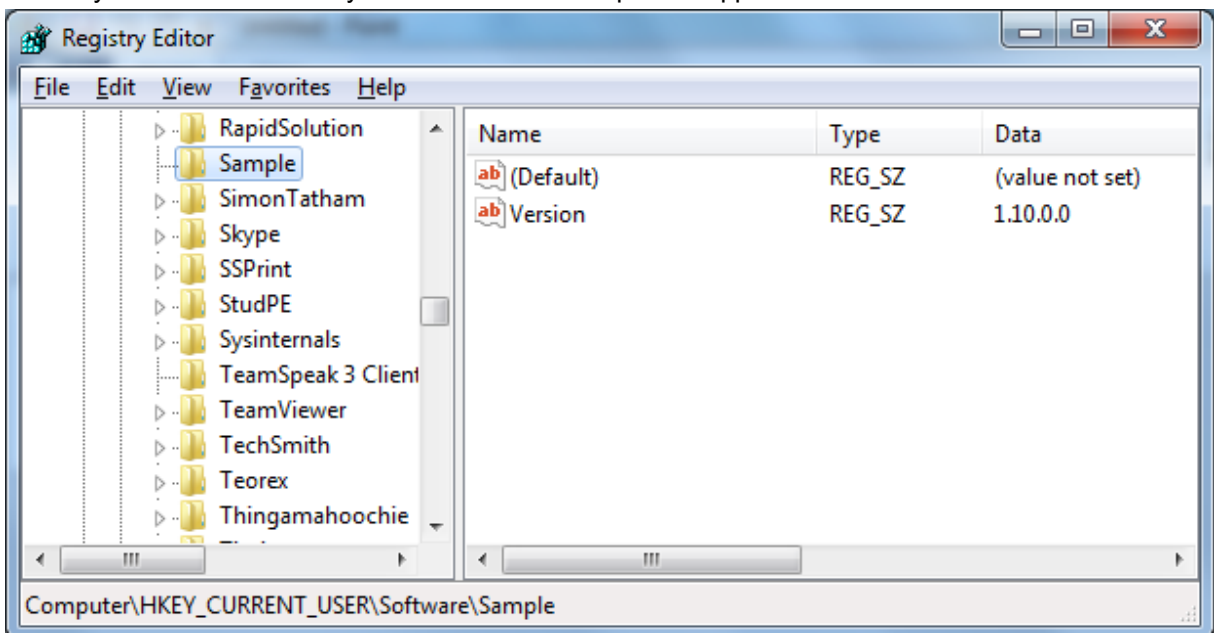 Registry Editor
File Edit View Favorites Help
RapidSolution
Sample
SimonTatham
Skype
SSPrint
StudPE
Sysinternals
TeamSpeak 3 Client
TeamViewer
TechSmith
Teorex
Thingamahoochie
Name Type Data
ab (Default) REG_SZ (value not set)
ab Version REG_SZ 1.10.0.0
Computer\HKEY_CURRENT_USER\Software\Sample